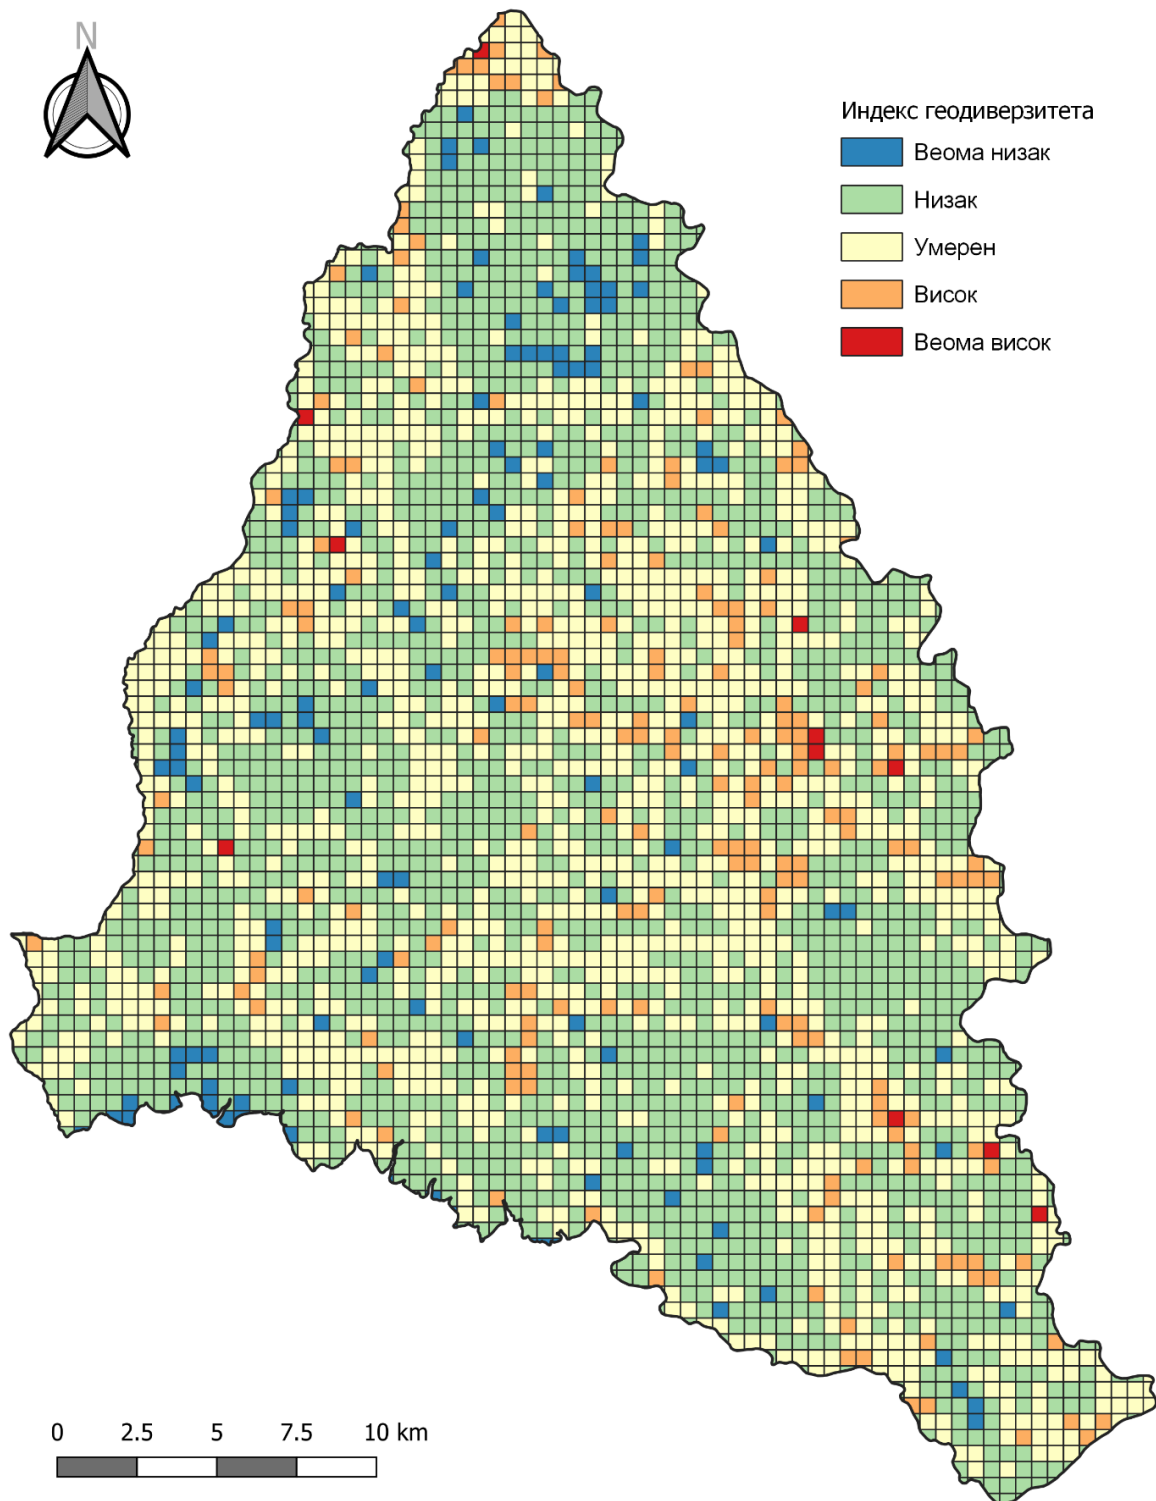 N
Индекс геодиверзитета
Веома низак
Низак
Умерен
Висок
Веома висок
0 2.5 5 7.5 10 km